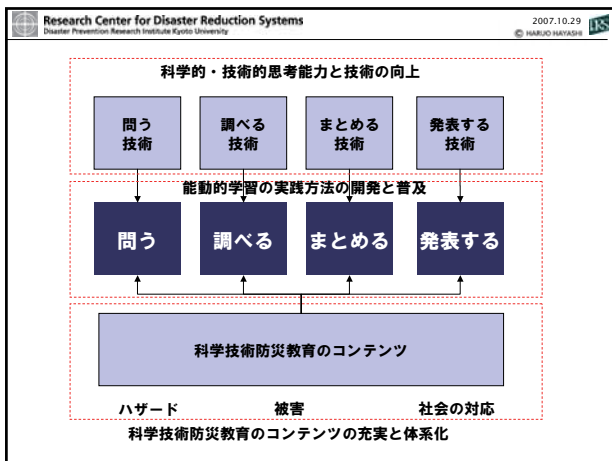 Research Center for Disaster Reduction Systems
Disaster Prevention Research Institute Kyoto University
2007.10.29
© HARUO HAYASHI
DRS
科学的・技術的思考能力と技術の向上
問う
技術
調べる
技術
まとめる
技術
発表する
技術
能動的学習の実践方法の開発と普及
問う
調べる
まとめる
発表する
科学技術防災教育のコンテンツ
ハザード 被害 社会の対応
科学技術防災教育のコンテンツの充実と体系化